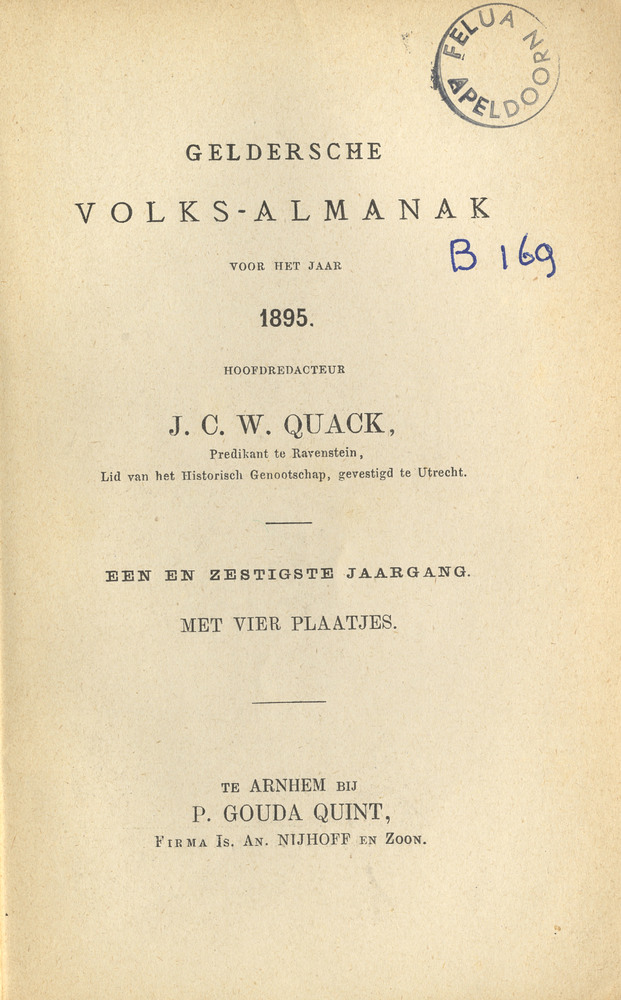 FELUA
APELDOORN
GELDERSCHE
VOLKS-ALMANAK
VOOR HET JAAR
B 169
1895.
HOOFDREDACTEUR
J. C. W. QUACK,
Predikant te Ravenstein,
Lid van het Historisch Genootschap, gevestigd te Utrecht.
EEN EN ZESTIGSTE JAARGANG.
MET VIER PLAATJES.
TE ARNHEM BIJ
P. GOUDA QUINT,
FIRMA IS. AN. NIJHOFF EN ZOON.